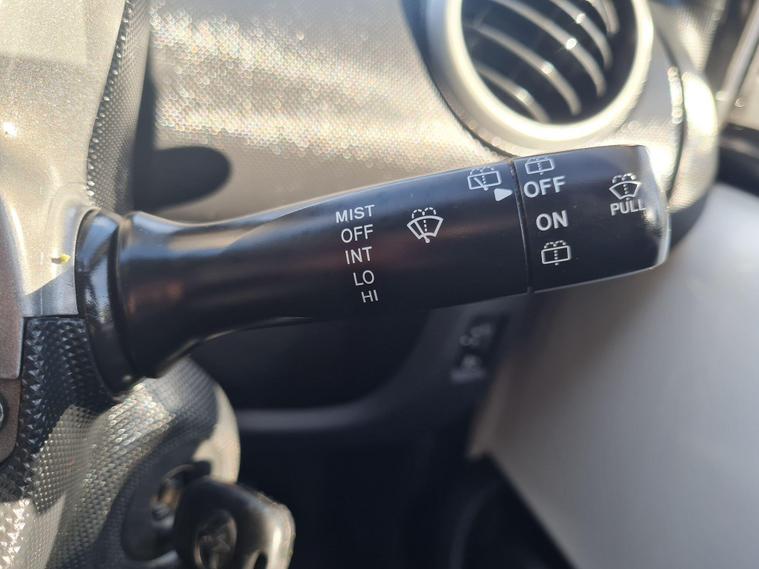 MIST
OFF
INT
LO
HI
OFF
ON
PULL